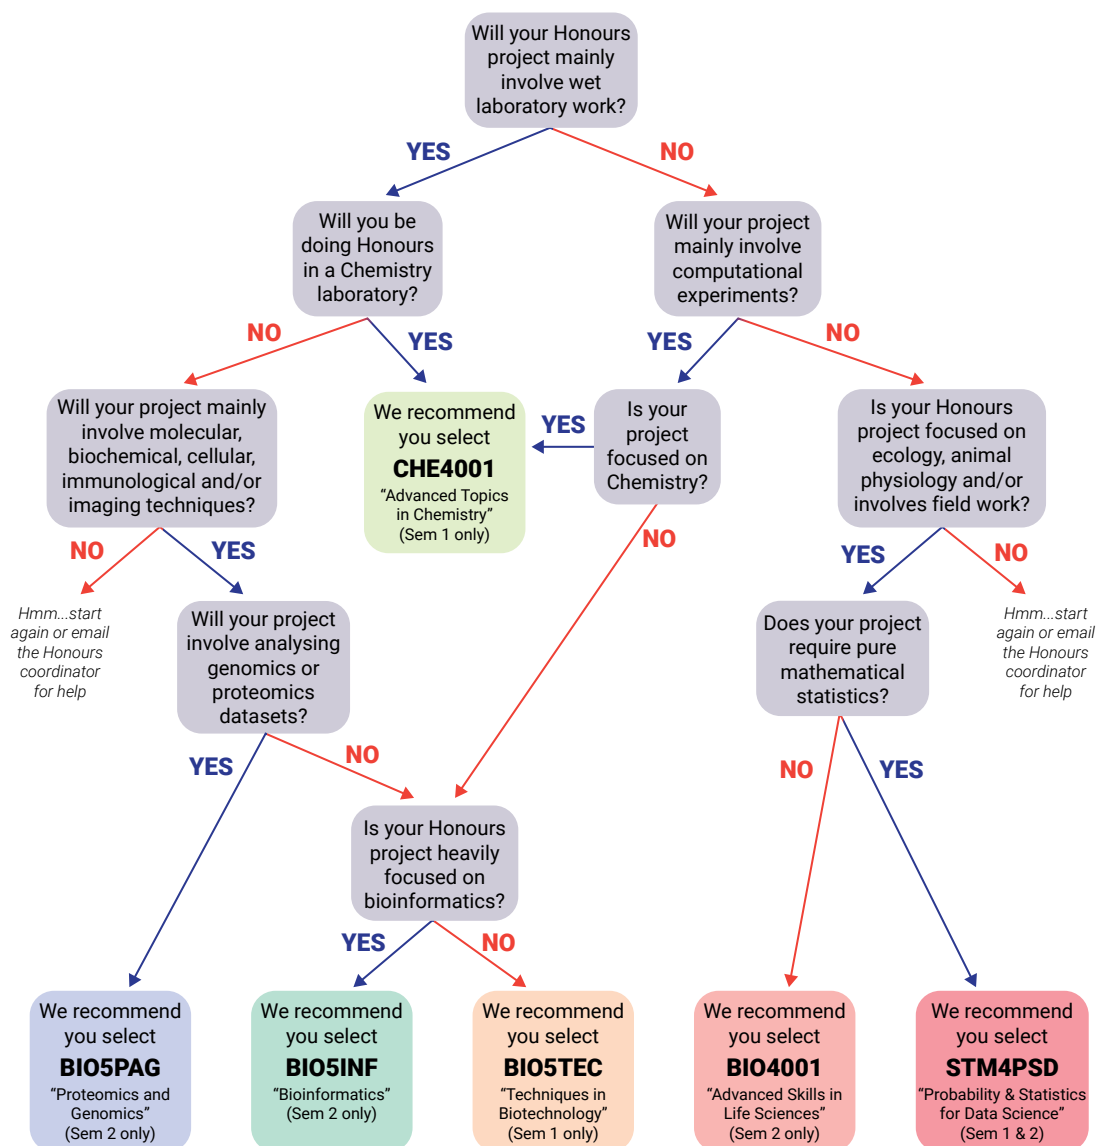 Will your Honours
project mainly
involve wet
laboratory work?
YES
NO
Will you be
doing Honours
in a Chemistry
laboratory?
Will your project
mainly involve
computational
experiments?
NO
YES
YES
NO
Will your project mainly
involve molecular,
biochemical, cellular,
immunological and/or
imaging techniques?
We recommend
you select
CHE4001
“Advanced Topics
in Chemistry”
(Sem 1 only)
YES
Is your
project
focused on
Chemistry?
Is your Honours
project focused on
ecology, animal
physiology and/or
involves field work?
NO
YES
NO
YES
NO
Hmm...start
again or email
the Honours
coordinator
for help
Will your project
involve analysing
genomics or
proteomics
datasets?
Does your project
require pure
mathematical
statistics?
Hmm...start
again or email
the Honours
coordinator
for help
YES
NO
NO
YES
Is your Honours
project heavily
focused on
bioinformatics?
YES
NO
We recommend
you select
BIO5PAG
“Proteomics and
Genomics”
(Sem 2 only)
We recommend
you select
BIO5INF
“Bioinformatics”
(Sem 2 only)
We recommend
you select
BIO5TEC
“Techniques in
Biotechnology”
(Sem 1 only)
We recommend
you select
BIO4001
“Advanced Skills in
Life Sciences”
(Sem 2 only)
We recommend
you select
STM4PSD
“Probability & Statistics
for Data Science”
(Sem 1 & 2)